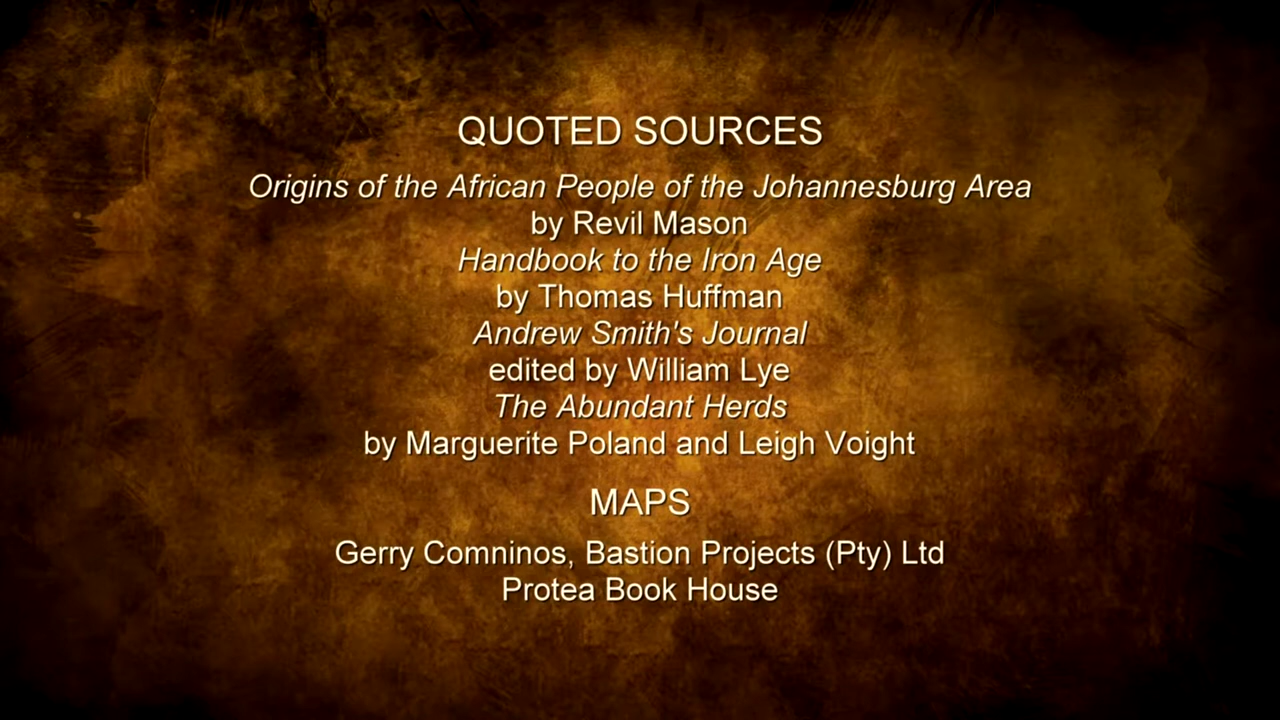 QUOTED SOURCES
Origins of the African People of the Johannesburg Area
by Revil Mason
Handbook to the Iron Age
by Thomas Huffman
Andrew Smith's Journal
edited by William Lye
The Abundant Herds
by Marguerite Poland and Leigh Voight
MAPS
Gerry Comninos, Bastion Projects (Pty) Ltd
Protea Book House